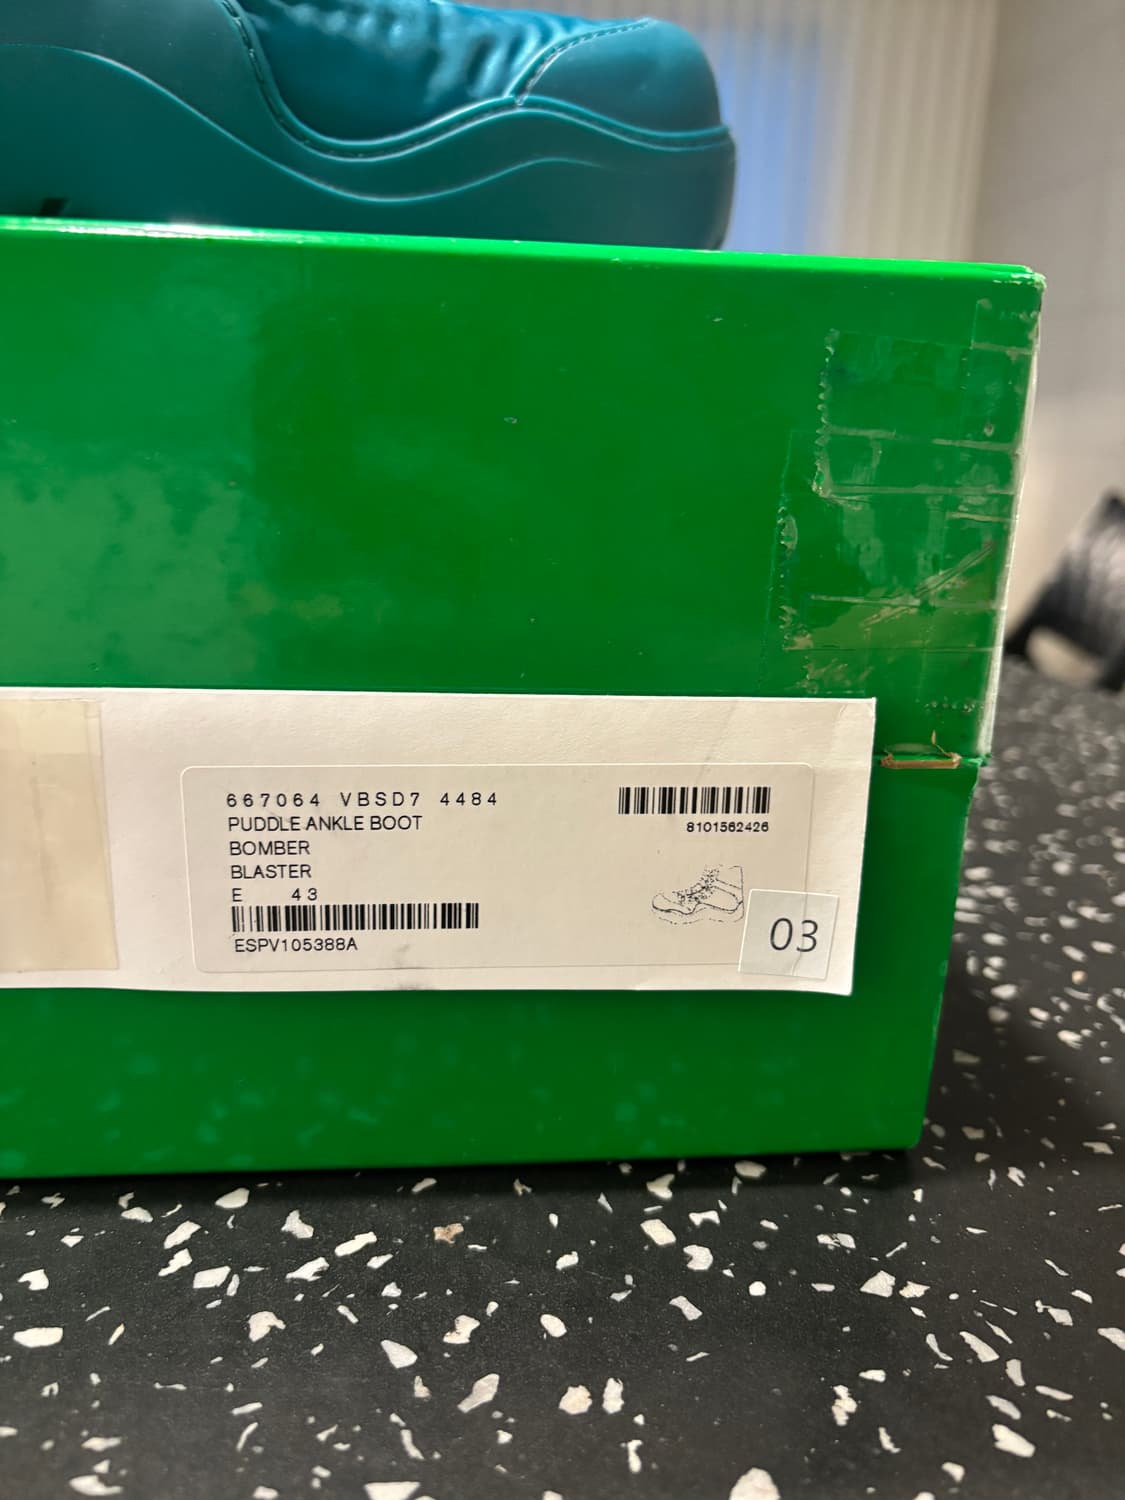 667064 VBSD7 4484
PUDDLE ANKLE BOOT
BOMBER
BLASTER
E 43
ESPV105388A
8101562426
03